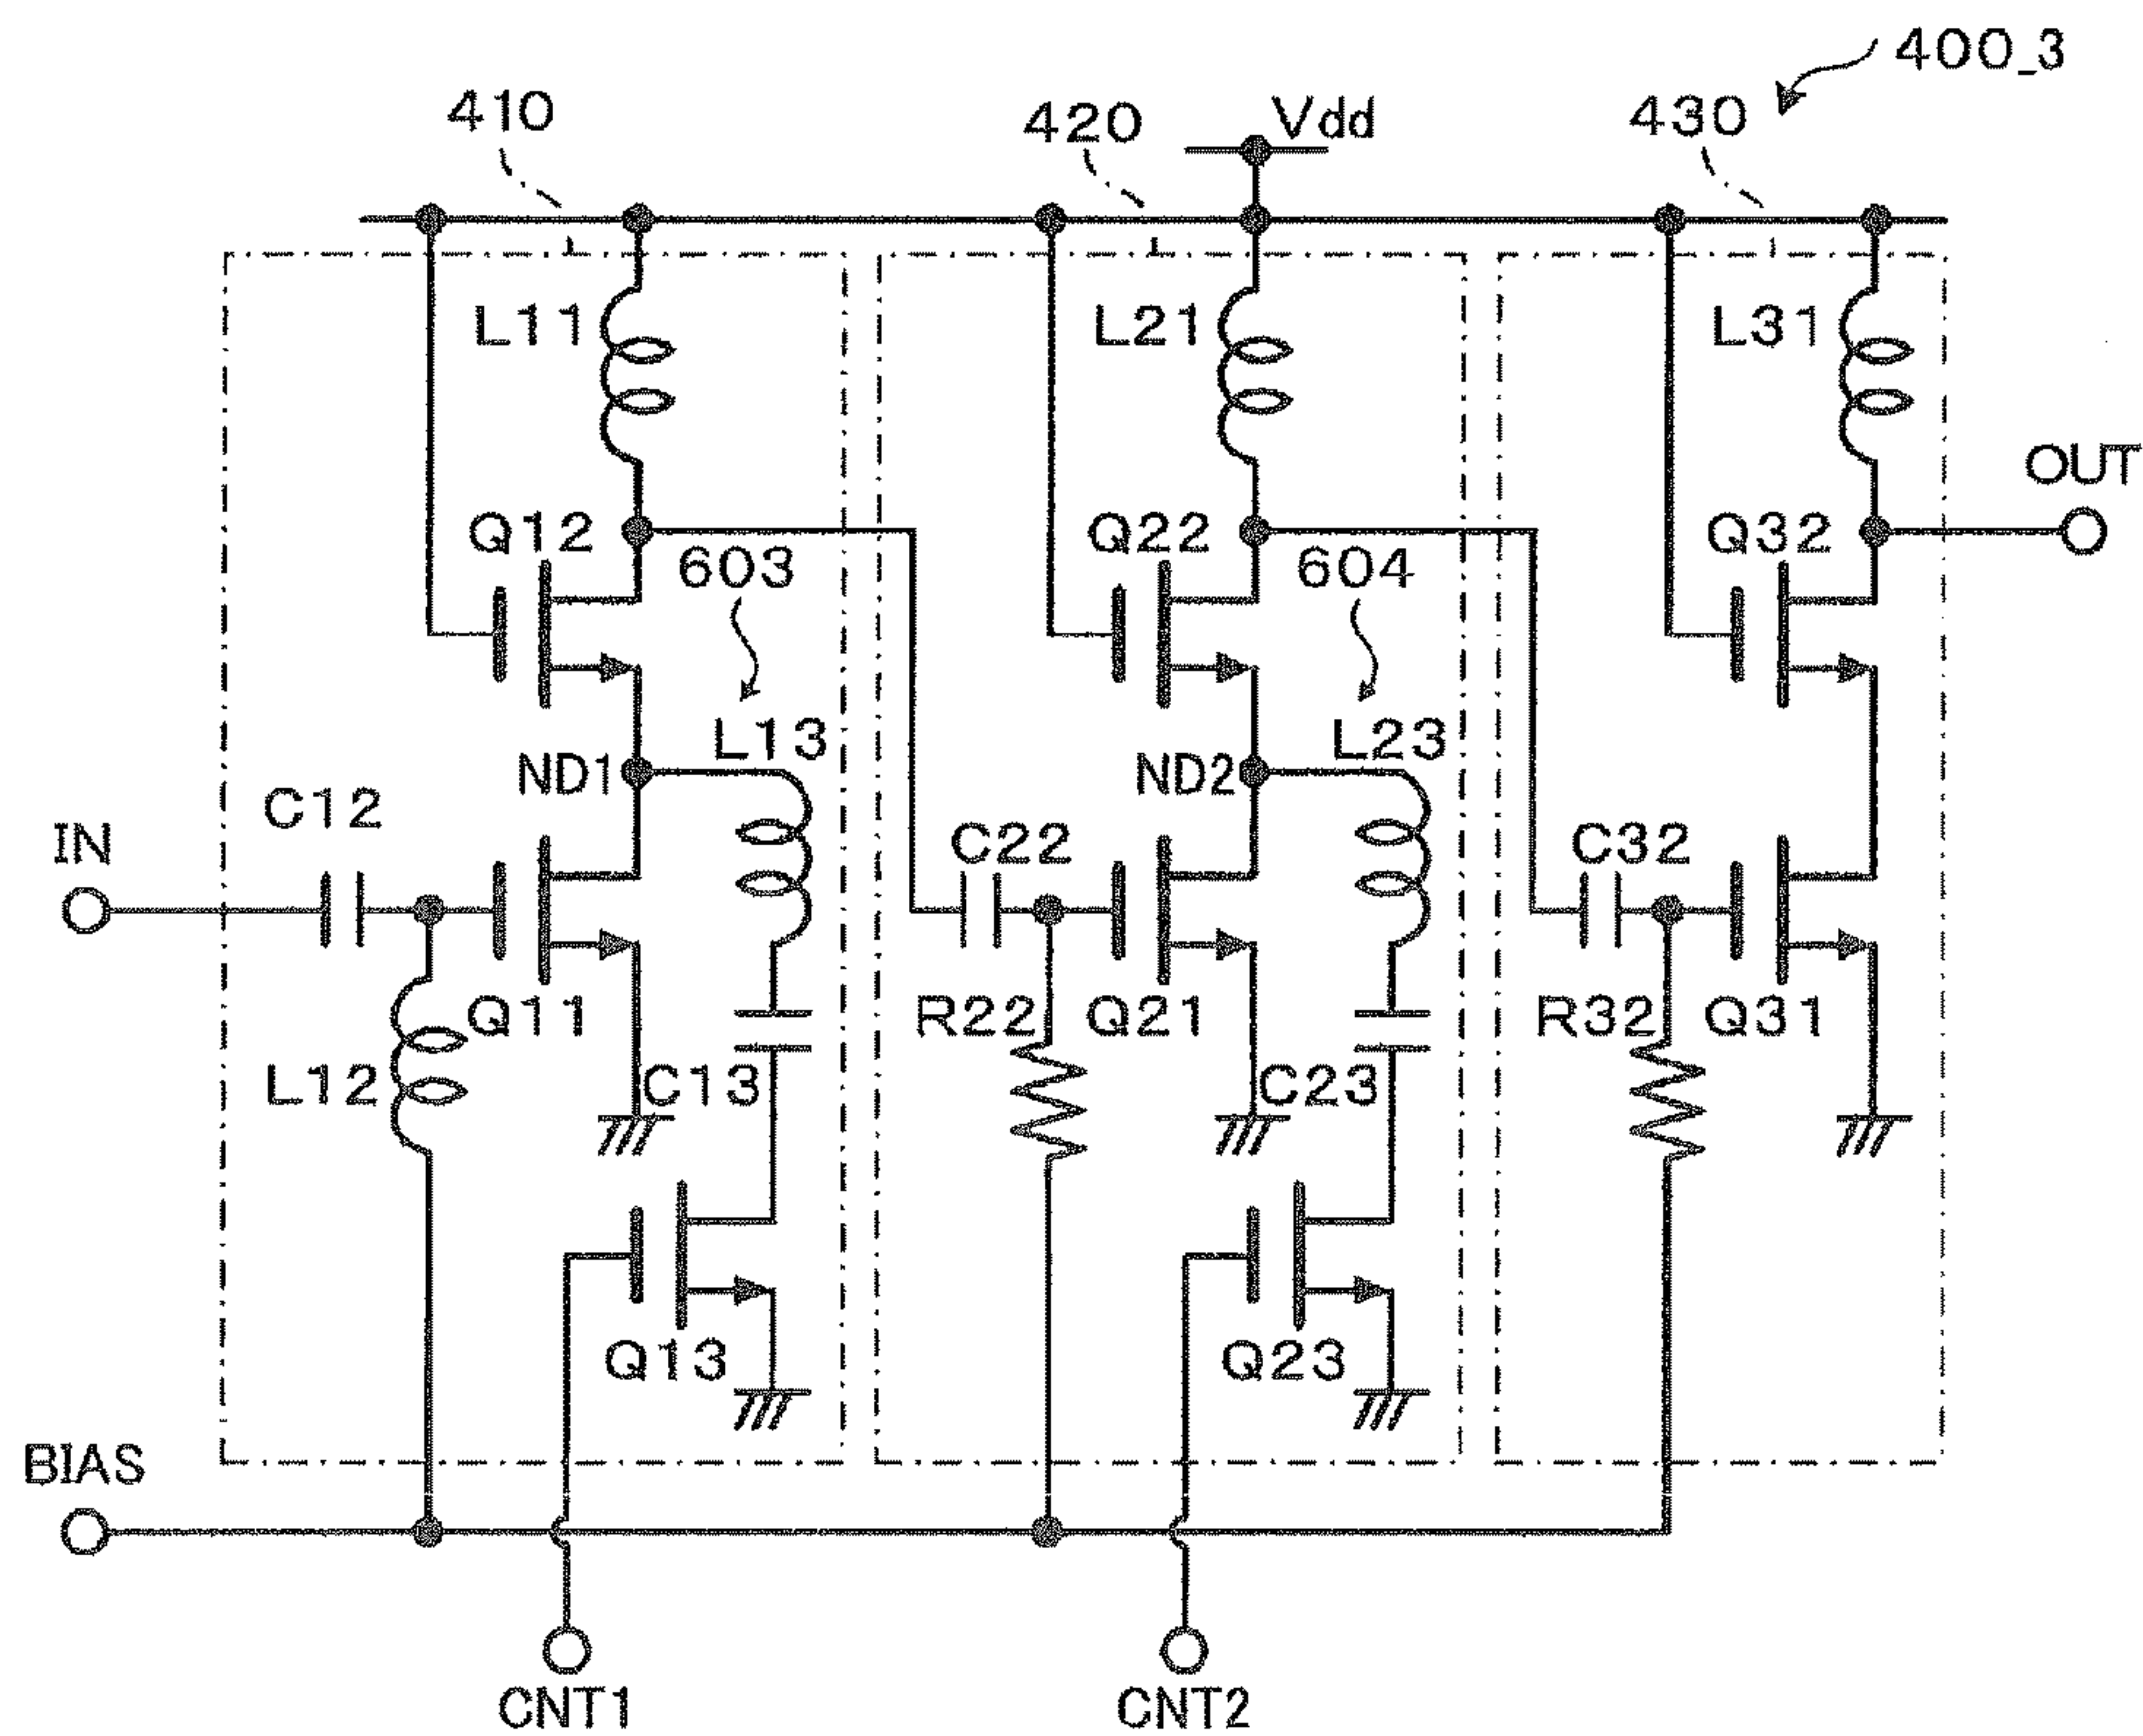 400_3
410
420
Vdd
430
L11
L21
L31
OUT
Q12
603
Q22
604
Q32
L13
L23
ND1
ND2
C12
C22
C32
IN
Q11
R22
Q21
R32
Q31
L12
C13
C23
Q13
Q23
BIAS
CNT1
CNT2